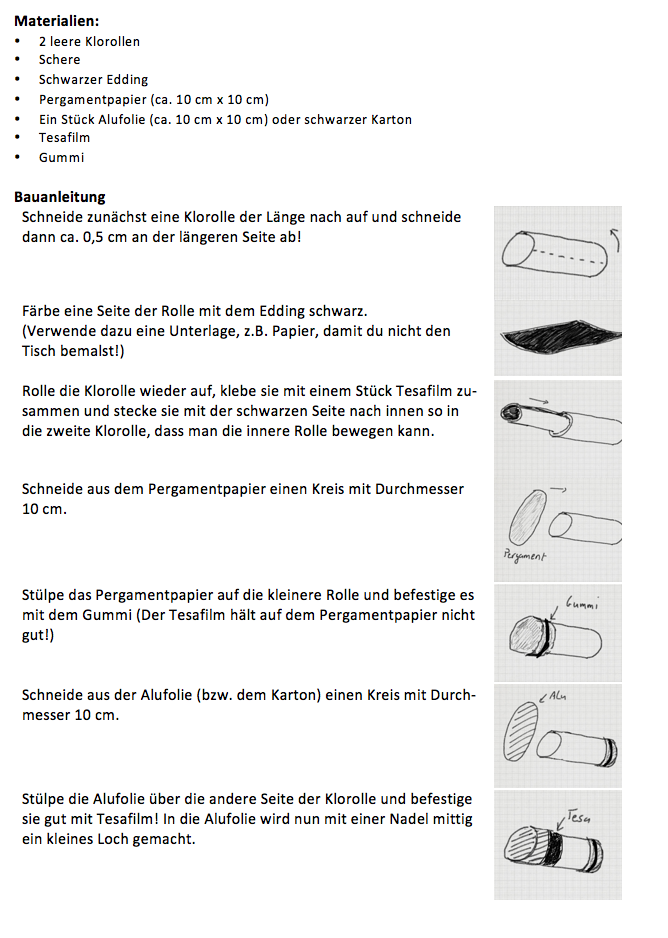 Materialien:
• 2 leere Klorollen
• Schere
• Schwarzer Edding
• Pergamentpapier (ca. 10 cm x 10 cm)
• Ein Stück Alufolie (ca. 10 cm x 10 cm) oder schwarzer Karton
• Tesafilm
• Gummi
Bauanleitung
Schneide zunächst eine Klorolle der Länge nach auf und schneide
dann ca. 0,5 cm an der längeren Seite ab!
Färbe eine Seite der Rolle mit dem Edding schwarz.
(Verwende dazu eine Unterlage, z.B. Papier, damit du nicht den
Tisch bemalst!)
Rolle die Klorolle wieder auf, klebe sie mit einem Stück Tesafilm zu-
sammen und stecke sie mit der schwarzen Seite nach innen so in
die zweite Klorolle, dass man die innere Rolle bewegen kann.
Schneide aus dem Pergamentpapier einen Kreis mit Durchmesser
10 cm.
Pergament
Stülpe das Pergamentpapier auf die kleinere Rolle und befestige es
mit dem Gummi (Der Tesafilm hält auf dem Pergamentpapier nicht
gut!)
Gummi
Schneide aus der Alufolie (bzw. dem Karton) einen Kreis mit Durch-
messer 10 cm.
Alu
Stülpe die Alufolie über die andere Seite der Klorolle und befestige
sie gut mit Tesafilm! In die Alufolie wird nun mit einer Nadel mittig
ein kleines Loch gemacht.
Tesa